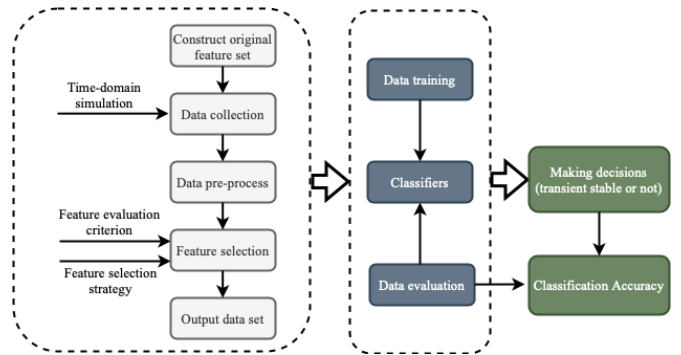 Construct original
feature set
Time-domain
simulation
Data collection
Data pre-process
Feature evaluation
criterion
Feature selection
Feature selection
strategy
Output data set
Data training
Classifiers
Data evaluation
Making decisions
(transient stable or not)
Classification Accuracy